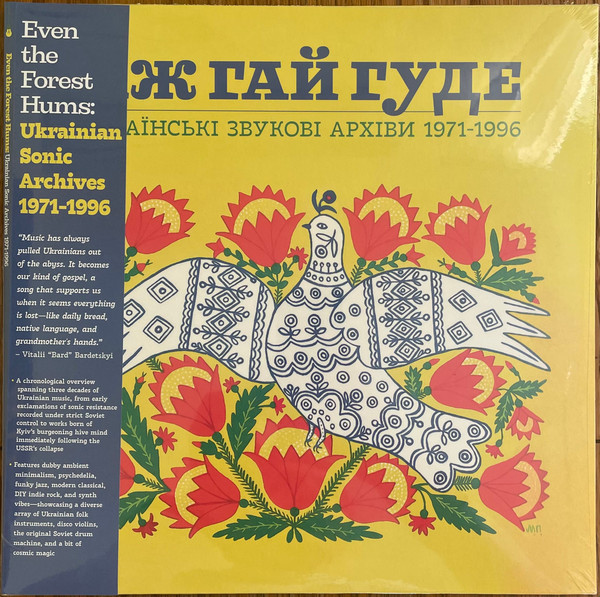 Even the Forest Hums: Ukrainian Sonic Archives 1971-1996
Even
the
Forest
Hums:
Ukrainian
Sonic
Archives
1971-1996
"Music has always
pulled Ukrainians out
of the abyss. It becomes
our kind of gospel, a
song that supports us
when it seems everything
is lost—like daily bread,
native language, and
grandmother's hands."
– Vitalii "Bard" Bardetskyi
• A chronological overview
spanning three decades of
Ukrainian music, from early
exclamations of sonic resistance
recorded under strict Soviet
control to works born of
Kyiv's burgeoning hive mind
immediately following the
USSR's collapse
• Features dubby ambient
minimalism, psychedelia,
funky jazz, modern classical,
DIY indie rock, and synth
vibes—showcasing a diverse
array of Ukrainian folk
instruments, disco violins,
the original Soviet drum
machine, and a bit of
cosmic magic
АЖ ГАЙ ГУДЕ
АЇНСЬКІ ЗВУКОВІ АРХІВИ 1971-1996
МП